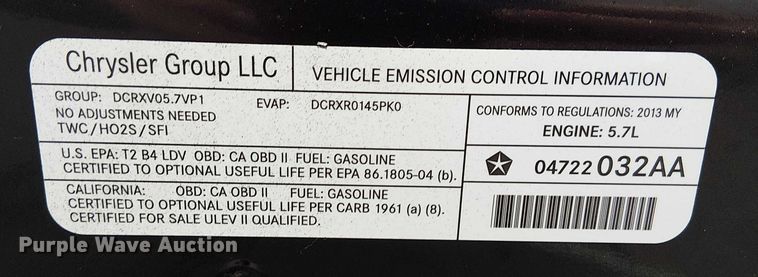 Chrysler Group LLC
VEHICLE EMISSION CONTROL INFORMATION
GROUP: DCRXV05.7VP1 EVAP: DCRXR0145PK0
NO ADJUSTMENTS NEEDED
TWC/HO2S/SFI
CONFORMS TO REGULATIONS: 2013 MY
ENGINE: 5.7L
U.S. EPA: T2 B4 LDV OBD: CA OBD II FUEL: GASOLINE
CERTIFIED TO OPTIONAL USEFUL LIFE PER EPA 86.1805-04 (b).
04722 032AA
CALIFORNIA: OBD: CA OBD II FUEL: GASOLINE
CERTIFIED TO OPTIONAL USEFUL LIFE PER CARB 1961 (a) (8).
CERTIFIED FOR SALE ULEV II QUALIFIED.
Purple Wave Auction